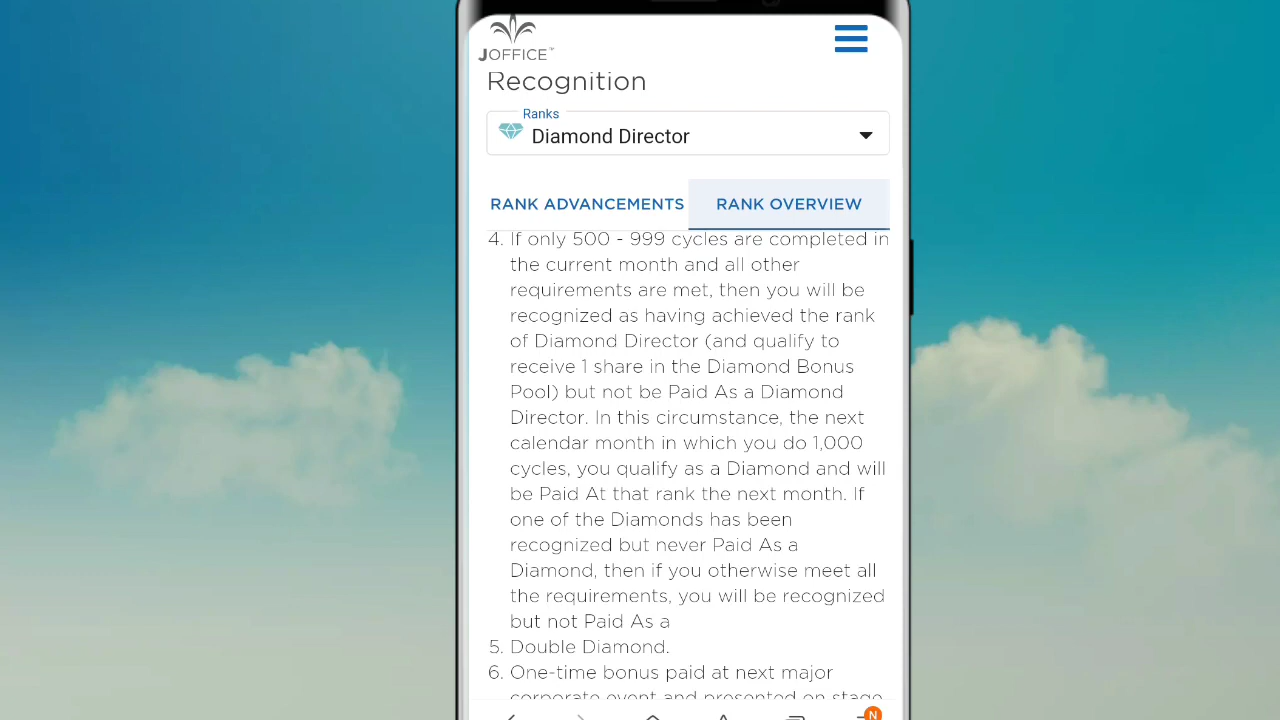 JOFFICE™
Recognition
Ranks
Diamond Director
RANK ADVANCEMENTS RANK OVERVIEW
4. If only 500 - 999 cycles are completed in
the current month and all other
requirements are met, then you will be
recognized as having achieved the rank
of Diamond Director (and qualify to
receive 1 share in the Diamond Bonus
Pool) but not be Paid As a Diamond
Director. In this circumstance, the next
calendar month in which you do 1,000
cycles, you qualify as a Diamond and will
be Paid At that rank the next month. If
one of the Diamonds has been
recognized but never Paid As a
Diamond, then if you otherwise meet all
the requirements, you will be recognized
but not Paid As a
5. Double Diamond.
6. One-time bonus paid at next major
corporate event and presented on stage
N